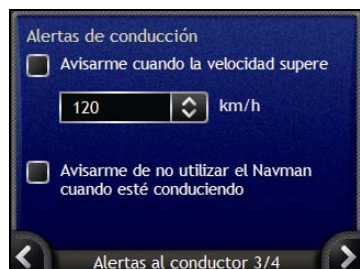 Alertas de conducción
Avisarme cuando la velocidad supere
120 km/h
Avisarme de no utilizar el Navman
cuando esté conduciendo
Alertas al conductor 3/4